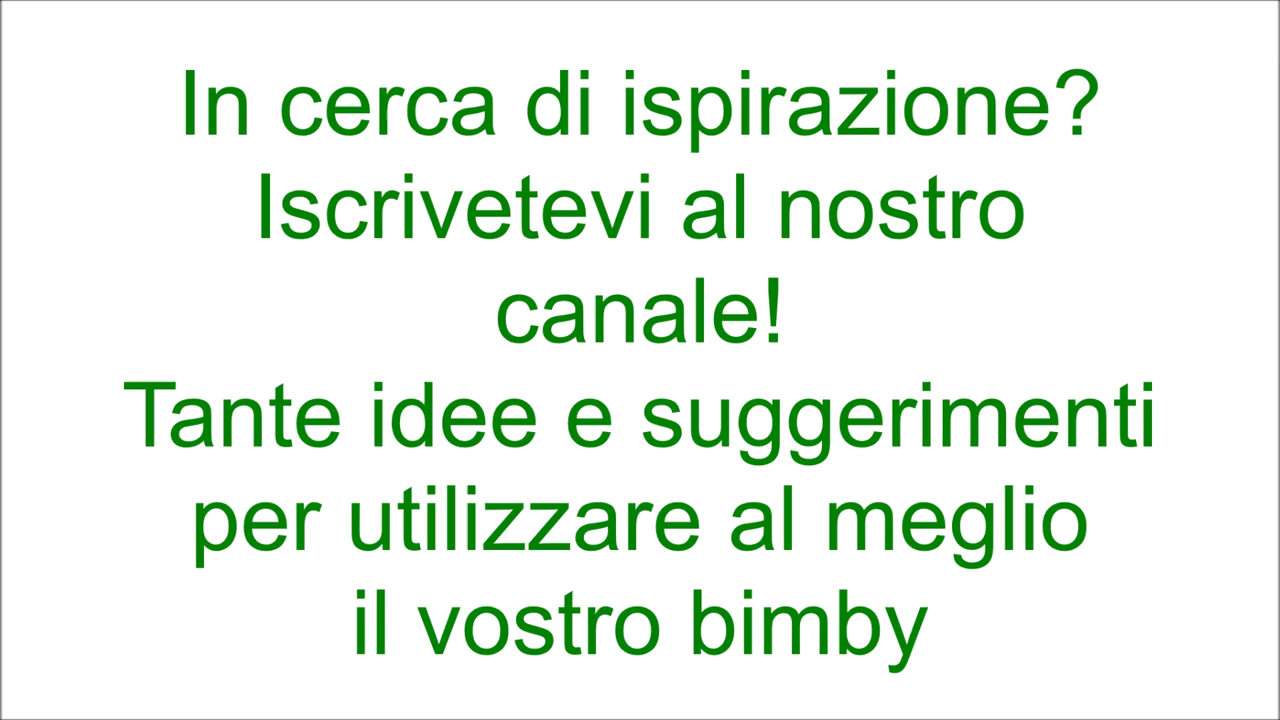 In cerca di ispirazione?
Iscrivetevi al nostro
canale!
Tante idee e suggerimenti
per utilizzare al meglio
il vostro bimby